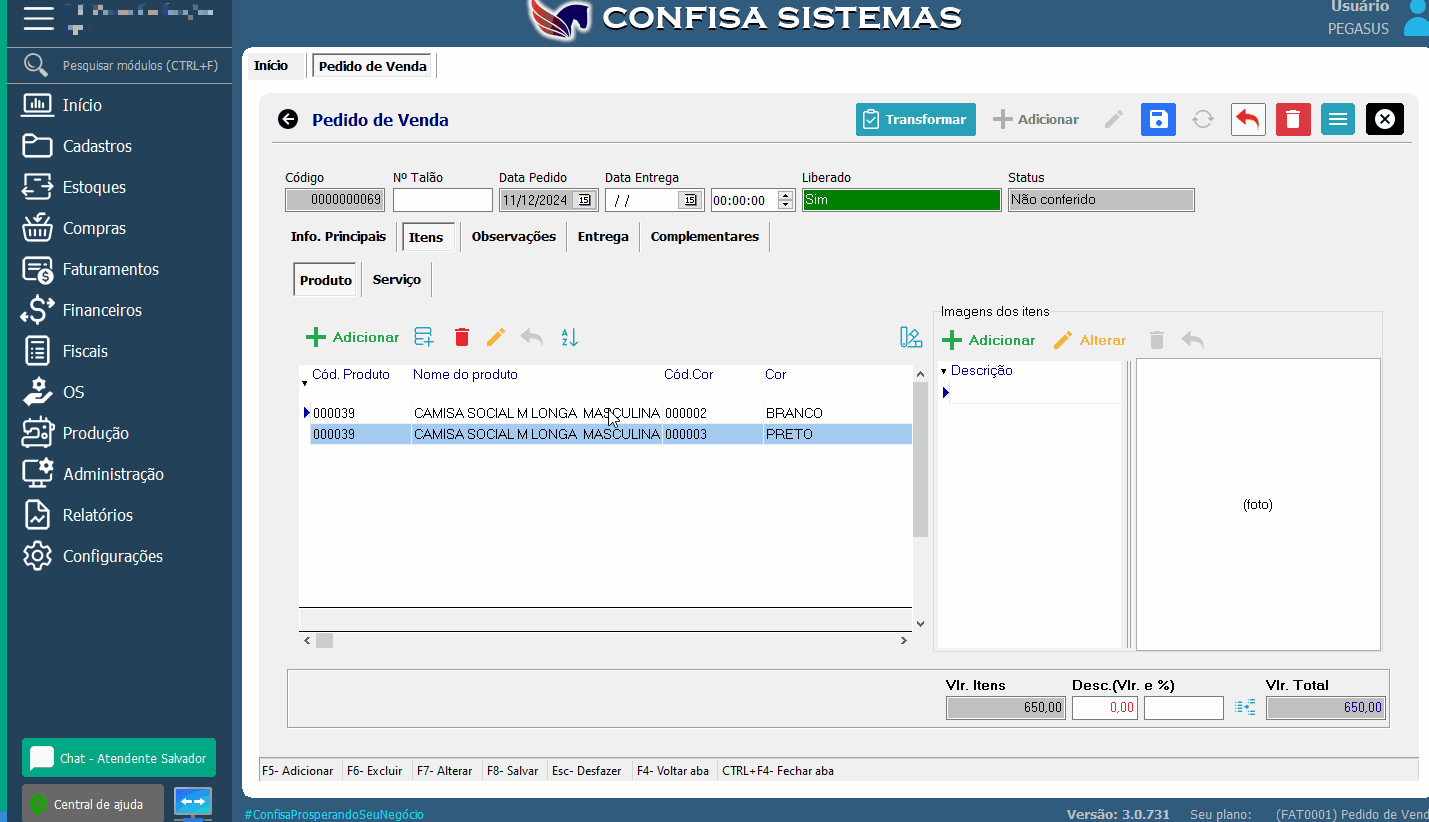 CONFISA SISTEMAS
Usuário
PEGASUS
Pesquisar módulos (CTRL+F)
Início
Cadastros
Estoques
Compras
Faturamentos
Financeiros
Fiscais
OS
Produção
Administração
Relatórios
Configurações
Chat - Atendente Salvador
Central de ajuda
Início Pedido de Venda
Pedido de Venda
Transformar Adicionar
Código Nº Talão Data Pedido Data Entrega Liberado Status
0000000069 11/12/2024 15 / / 15 00:00:00 Sim Não conferido
Info. Principais Itens Observações Entrega Complementares
Produto Serviço
Adicionar
Cód. Produto Nome do produto Cód.Cor Cor
000039 CAMISA SOCIAL M LONGA MASCULINA 000002 BRANCO
000039 CAMISA SOCIAL M LONGA MASCULINA 000003 PRETO
Imagens dos itens
Adicionar Alterar
Descrição
(foto)
Vlr. Itens Desc.(Vlr. e %) Vlr. Total
650,00 0,00 650,00
F5- Adicionar F6- Excluir F7- Alterar F8- Salvar Esc- Desfazer F4- Voltar aba CTRL+F4- Fechar aba
#ConfisaProsperandoSeuNegócio Versão: 3.0.731 Seu plano: (FAT0001) Pedido de Vend